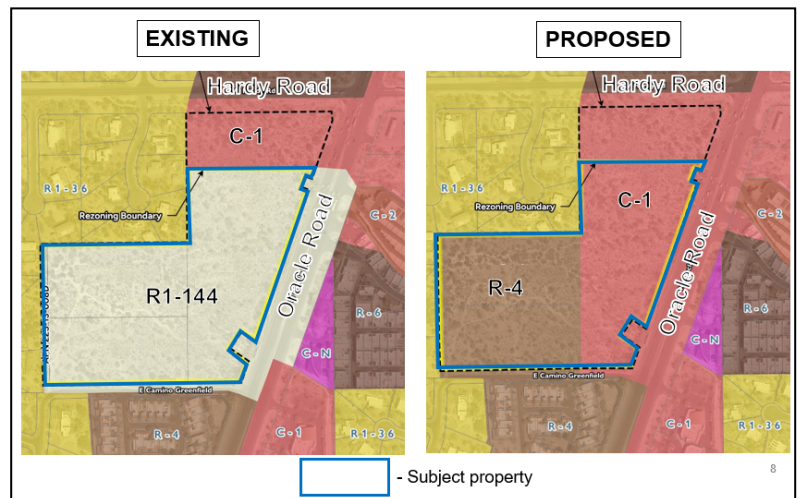 EXISTING
PROPOSED
Hardy Road
C-1
R1-36
Rezoning Boundary
C-2
Oracle Road
R1-144
R-6
C-N
E Camino Greenfield
R-4
C-1
R1-36
Hardy Road
R1-36
Rezoning Boundary
C-1
C-2
Oracle Road
R-4
R-6
C-N
E Camino Greenfield
R-4
C-1
R1-36
- Subject property
8